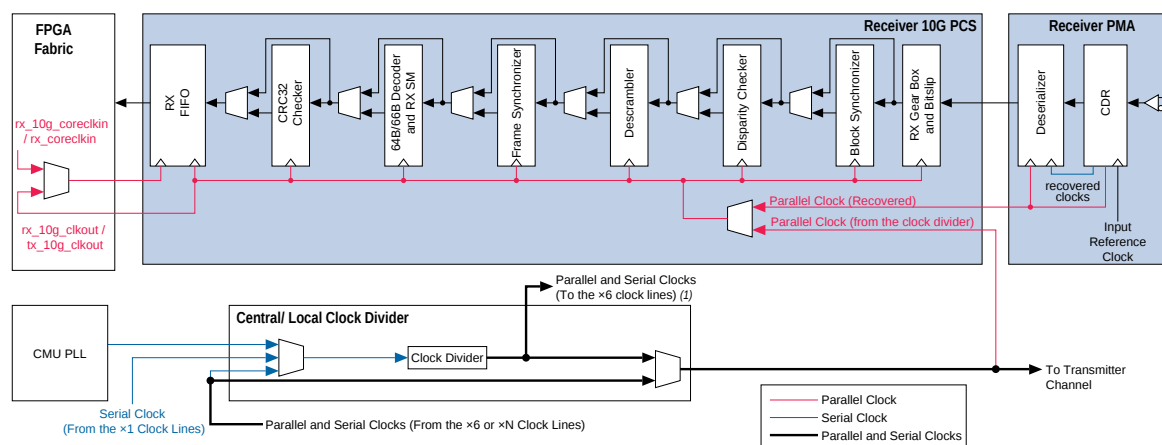 FPGA
Fabric
Receiver 10G PCS
Receiver PMA
RX
FIFO
CRC32
Checker
64B/66B Decoder
and RX SM
Frame Synchronizer
Descrambler
Disparity Checker
Block Synchronizer
RX Gear Box
and Bitslip
Deserializer
CDR
rx_10g_coreclkin
/ rx_coreclkin
recovered
clocks
Parallel Clock (Recovered)
Parallel Clock (from the clock divider)
rx_10g_clkout /
tx_10g_clkout
Input
Reference
Clock
Parallel and Serial Clocks
(To the ×6 clock lines) (1)
Central/ Local Clock Divider
CMU PLL
Clock Divider
To Transmitter
Channel
Serial Clock
(From the ×1 Clock Lines)
Parallel and Serial Clocks (From the ×6 or ×N Clock Lines)
Parallel Clock
Serial Clock
Parallel and Serial Clocks